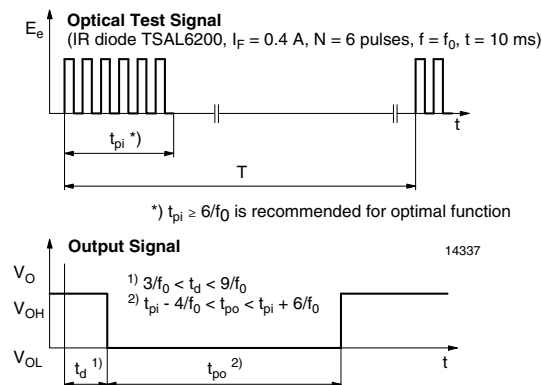 Optical Test Signal
E_e
(IR diode TSAL6200, I_F = 0.4 A, N = 6 pulses, f = f_0, t = 10 ms)
t
t_pi *)
T
*) t_pi ≥ 6/f_0 is recommended for optimal function
Output Signal
14337
V_O
1) 3/f_0 < t_d < 9/f_0
V_OH
2) t_pi - 4/f_0 < t_po < t_pi + 6/f_0
V_OL
t_d 1)
t_po 2)
t